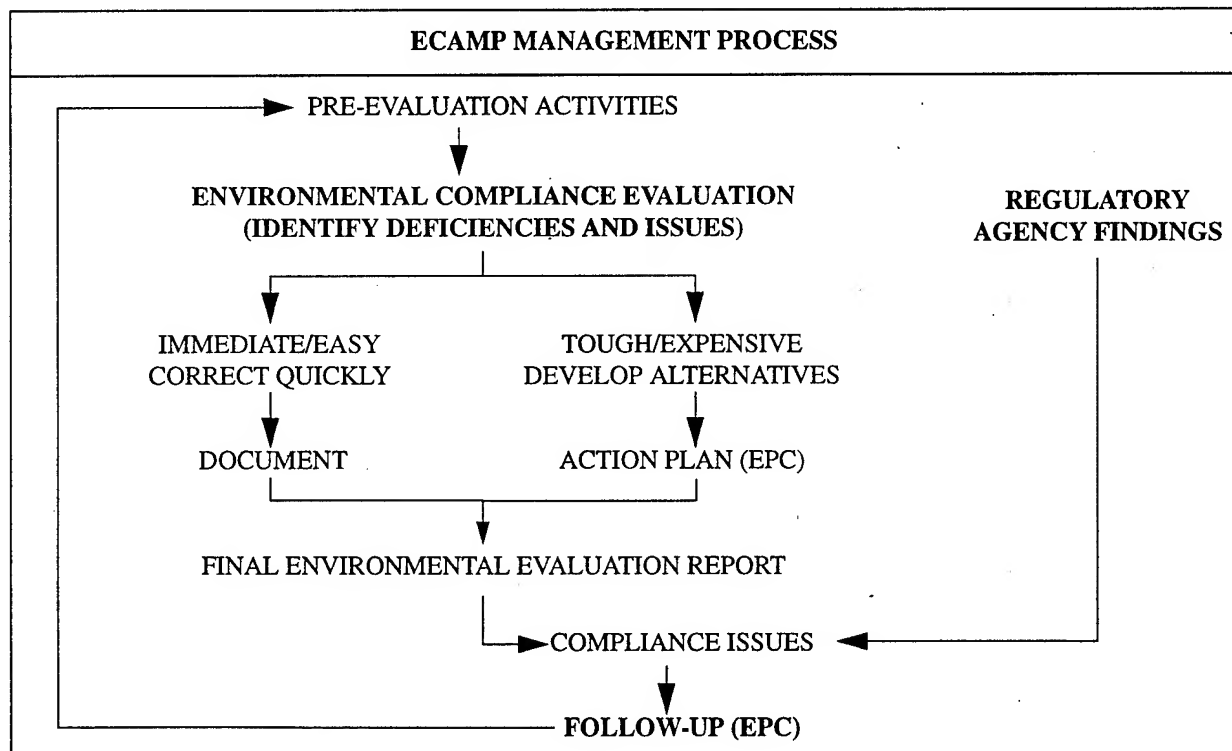 ECAMP MANAGEMENT PROCESS
PRE-EVALUATION ACTIVITIES
ENVIRONMENTAL COMPLIANCE EVALUATION
(IDENTIFY DEFICIENCIES AND ISSUES)
REGULATORY
AGENCY FINDINGS
IMMEDIATE/EASY
CORRECT QUICKLY
TOUGH/EXPENSIVE
DEVELOP ALTERNATIVES
DOCUMENT
ACTION PLAN (EPC)
FINAL ENVIRONMENTAL EVALUATION REPORT
COMPLIANCE ISSUES
FOLLOW-UP (EPC)